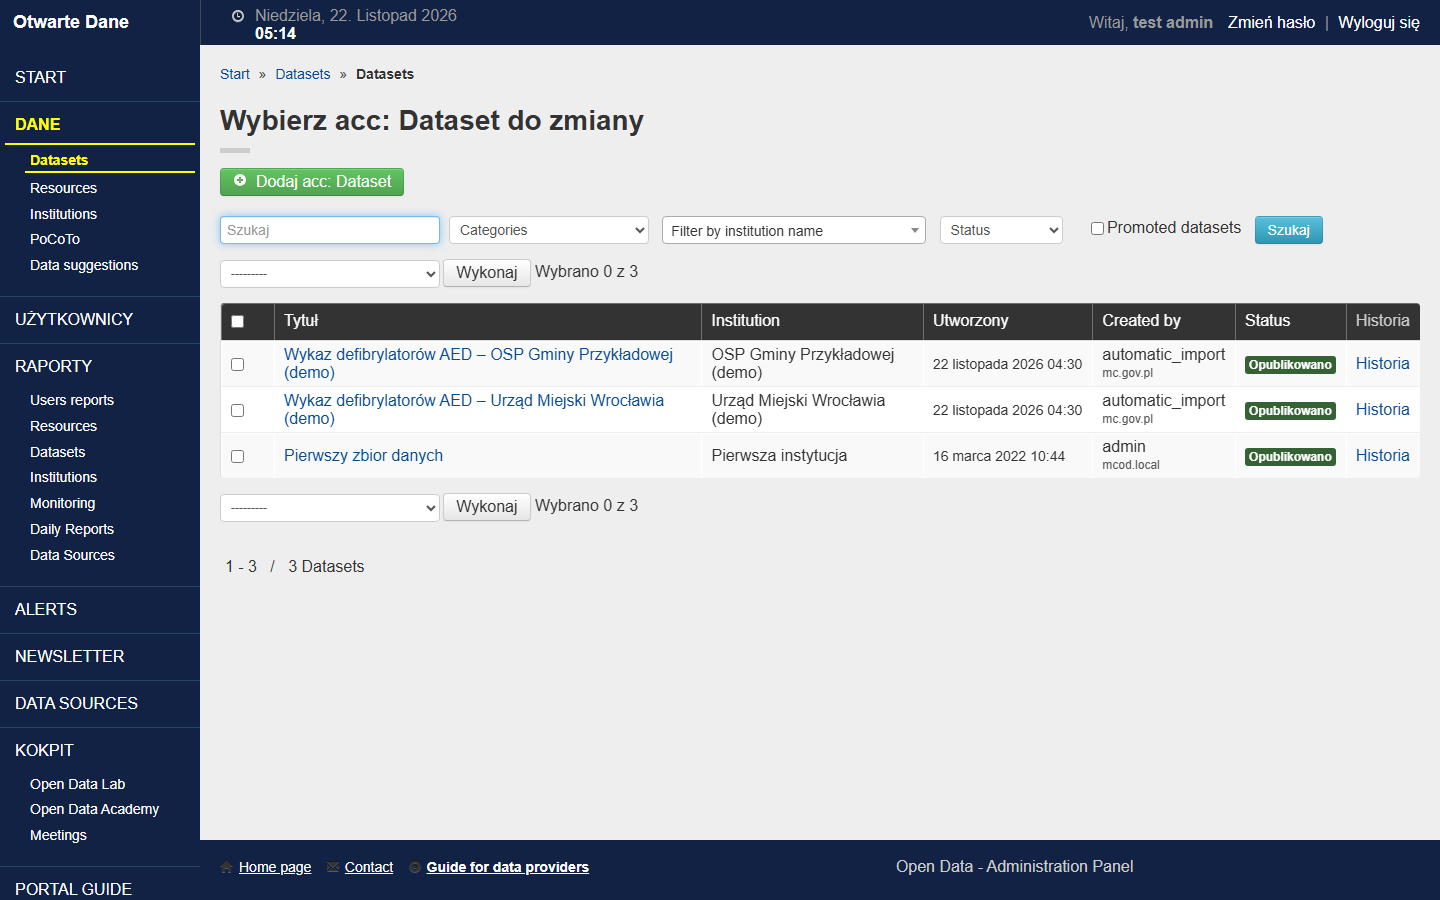 Otwarte Dane
Niedziela, 22. Listopad 2026
05:14
Witaj, test admin Zmień hasło | Wyloguj się
START
DANE
Datasets
Resources
Institutions
PoCoTo
Data suggestions
UŻYTKOWNICY
RAPORTY
Users reports
Resources
Datasets
Institutions
Monitoring
Daily Reports
Data Sources
ALERTS
NEWSLETTER
DATA SOURCES
KOKPIT
Open Data Lab
Open Data Academy
Meetings
PORTAL GUIDE
Start » Datasets » Datasets
Wybierz acc: Dataset do zmiany
Dodaj acc: Dataset
Szukaj Categories Filter by institution name Status Promoted datasets Szukaj
--------- Wykonaj Wybrano 0 z 3
Tytuł Institution Utworzony Created by Status Historia
Wykaz defibrylatorów AED – OSP Gminy Przykładowej
(demo)
OSP Gminy Przykładowej
(demo)
22 listopada 2026 04:30
automatic_import
mc.gov.pl
Opublikowano
Historia
Wykaz defibrylatorów AED – Urząd Miejski Wrocławia
(demo)
Urząd Miejski Wrocławia
(demo)
22 listopada 2026 04:30
automatic_import
mc.gov.pl
Opublikowano
Historia
Pierwszy zbior danych
Pierwsza instytucja
16 marca 2022 10:44
admin
mcod.local
Opublikowano
Historia
--------- Wykonaj Wybrano 0 z 3
1 - 3 / 3 Datasets
Home page Contact Guide for data providers Open Data - Administration Panel